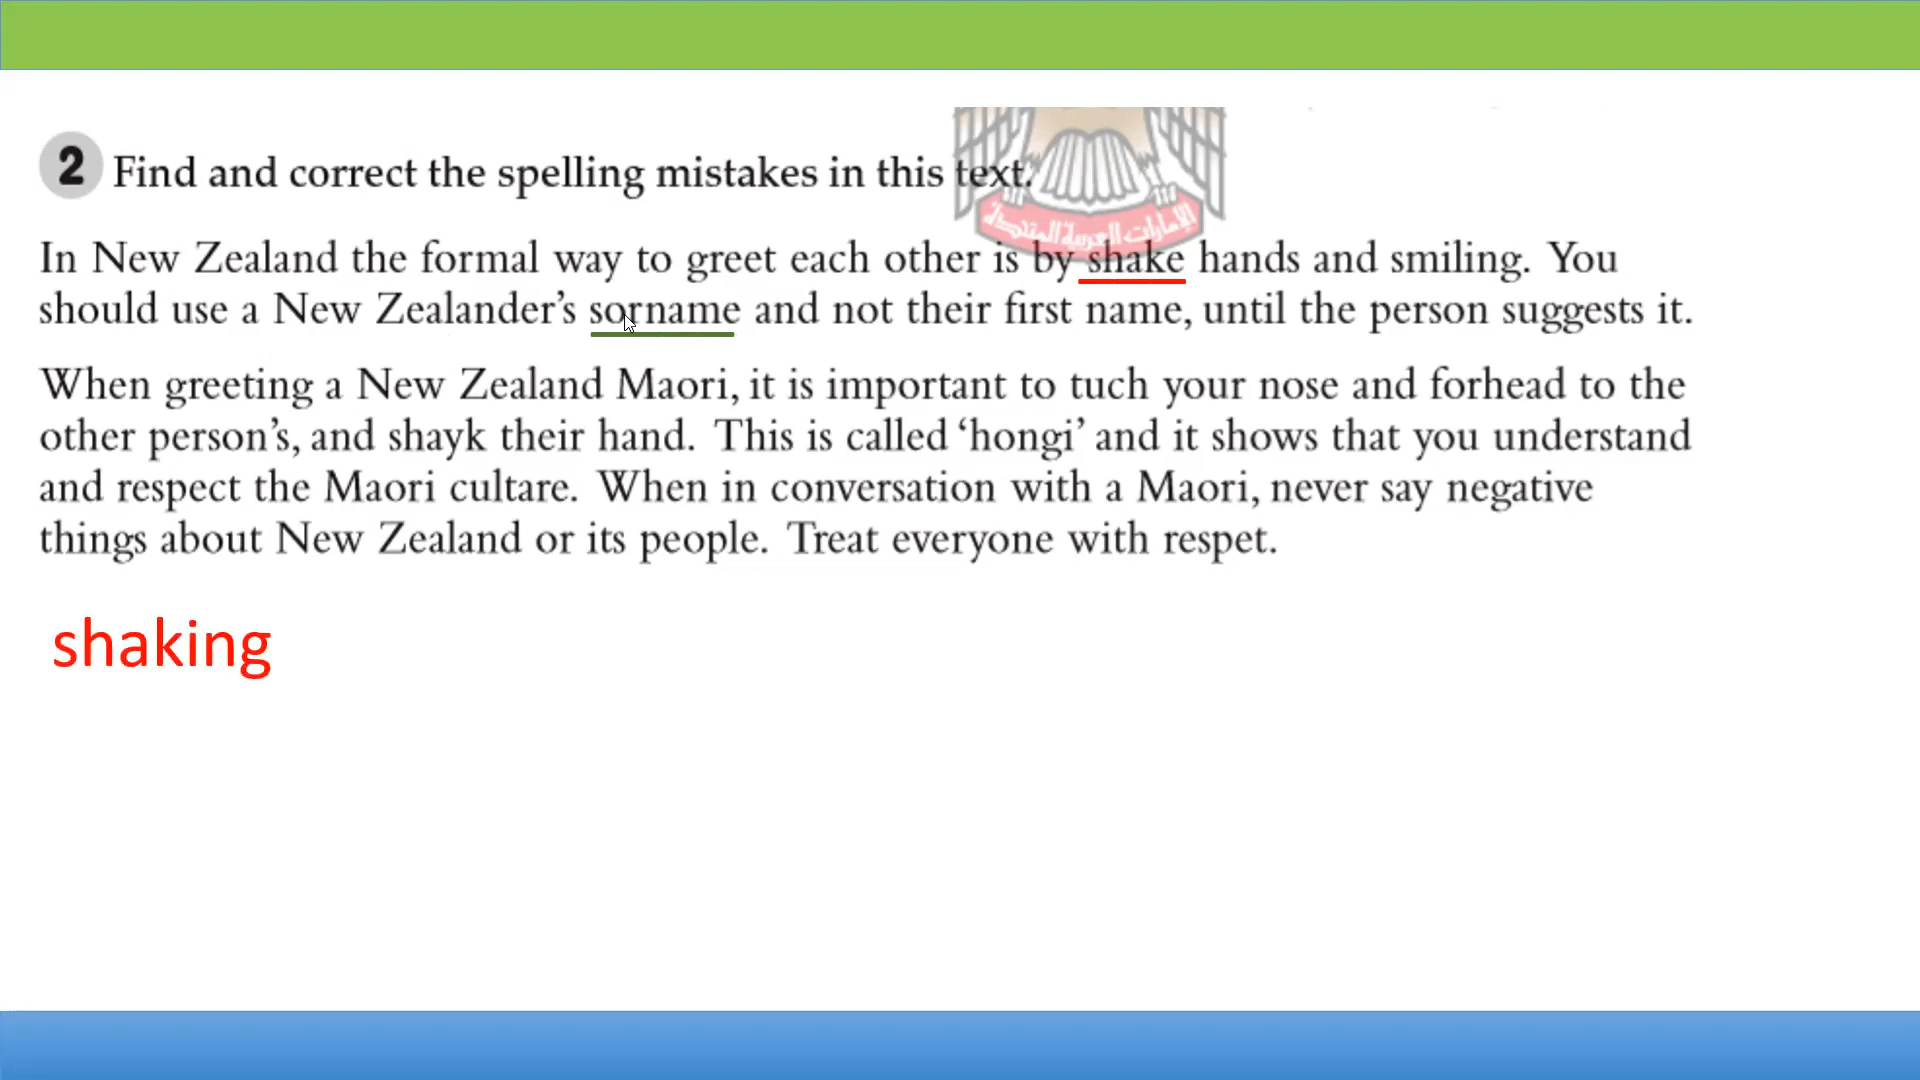 2 Find and correct the spelling mistakes in this text.
الإمارات العربية المتحدة
In New Zealand the formal way to greet each other is by shake hands and smiling. You
should use a New Zealander’s sorname and not their first name, until the person suggests it.
When greeting a New Zealand Maori, it is important to tuch your nose and forhead to the
other person’s, and shayk their hand. This is called ‘hongi’ and it shows that you understand
and respect the Maori cultare. When in conversation with a Maori, never say negative
things about New Zealand or its people. Treat everyone with respet.
shaking